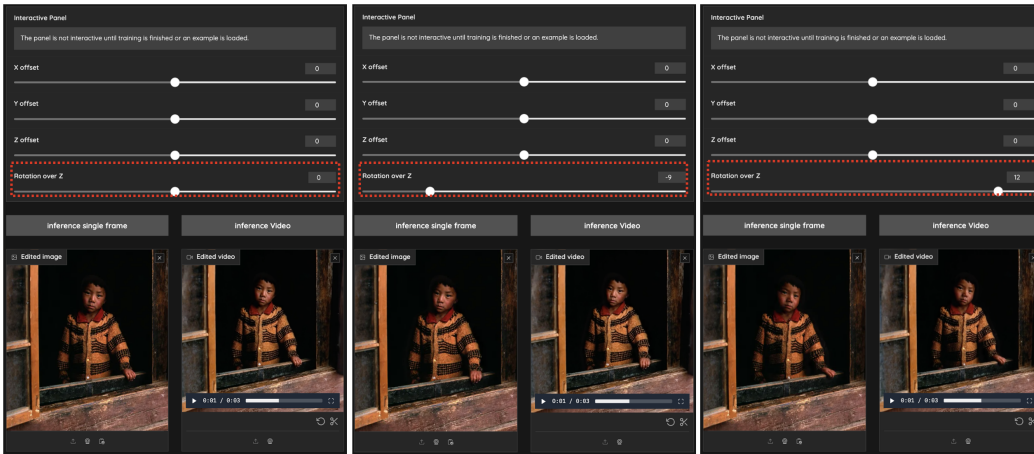 Interactive Panel
The panel is not interactive until training is finished or an example is loaded.
X offset
0
Y offset
0
Z offset
0
Rotation over Z
0
inference single frame
inference Video
Edited image
Edited video
0:01 / 0:03
Interactive Panel
The panel is not interactive until training is finished or an example is loaded.
X offset
0
Y offset
0
Z offset
0
Rotation over Z
-9
inference single frame
inference Video
Edited image
Edited video
0:01 / 0:03
Interactive Panel
The panel is not interactive until training is finished or an example is loaded.
X offset
0
Y offset
0
Z offset
0
Rotation over Z
12
inference single frame
inference Video
Edited image
Edited video
0:01 / 0:03